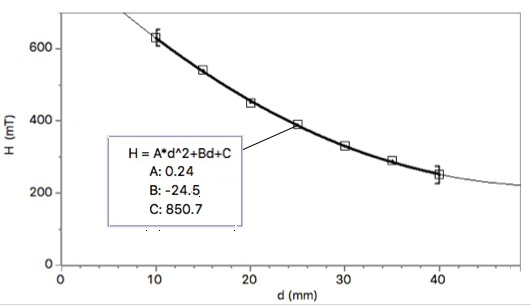 600
400
200
0
H (mT)
H = A*d^2+Bd+C
A: 0.24
B: -24.5
C: 850.7
0 10 20 30 40
d (mm)